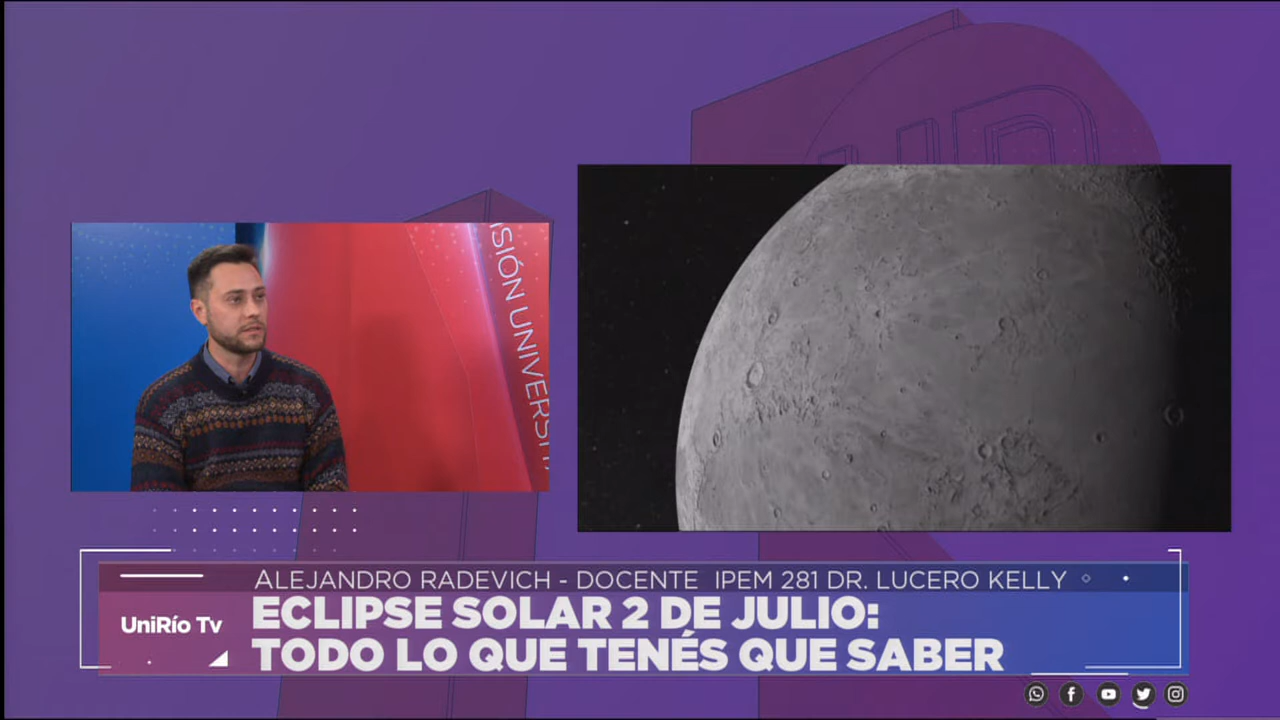 ISIÓN UNIVERSIT
ALEJANDRO RADEVICH - DOCENTE IPEM 281 DR. LUCERO KELLY
UniRío Tv
ECLIPSE SOLAR 2 DE JULIO:
TODO LO QUE TENÉS QUE SABER